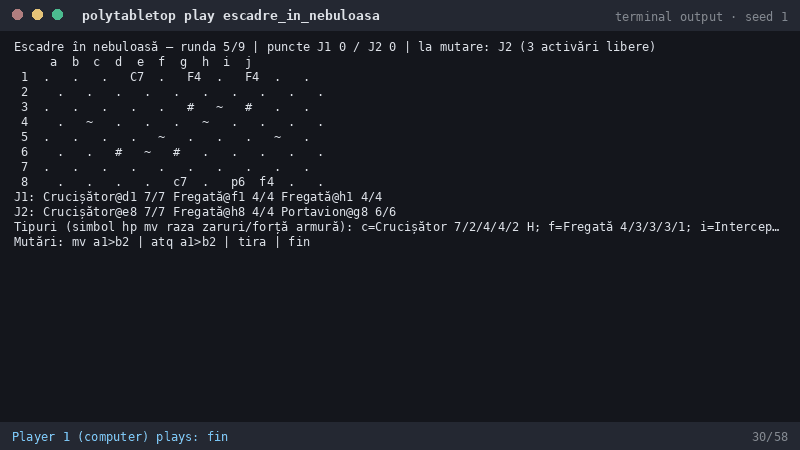 polytabletop play escadre_in_nebuloasa
terminal output · seed 1
Escadre în nebuloasă — runda 5/9 | puncte J1 0 / J2 0 | la mutare: J2 (3 activări libere)
a b c d e f g h i j
1 . . . C7 . F4 . F4 . .
2 . . . . . . . . . .
3 . . . . . # ~ # . .
4 . ~ . . . ~ . . . .
5 . . . . ~ . . . ~ .
6 . . # ~ # . . . . .
7 . . . . . . . . . .
8 . . . . c7 . p6 f4 . .
J1: Crucișător@d1 7/7 Fregată@f1 4/4 Fregată@h1 4/4
J2: Crucișător@e8 7/7 Fregată@h8 4/4 Portavion@g8 6/6
Tipuri (simbol hp mv raza zaruri/forță armură): c=Crucișător 7/2/4/4/2 H; f=Fregată 4/3/3/3/1; i=Intercep…
Mutări: mv a1>b2 | atq a1>b2 | tira | fin
Player 1 (computer) plays: fin
30/58